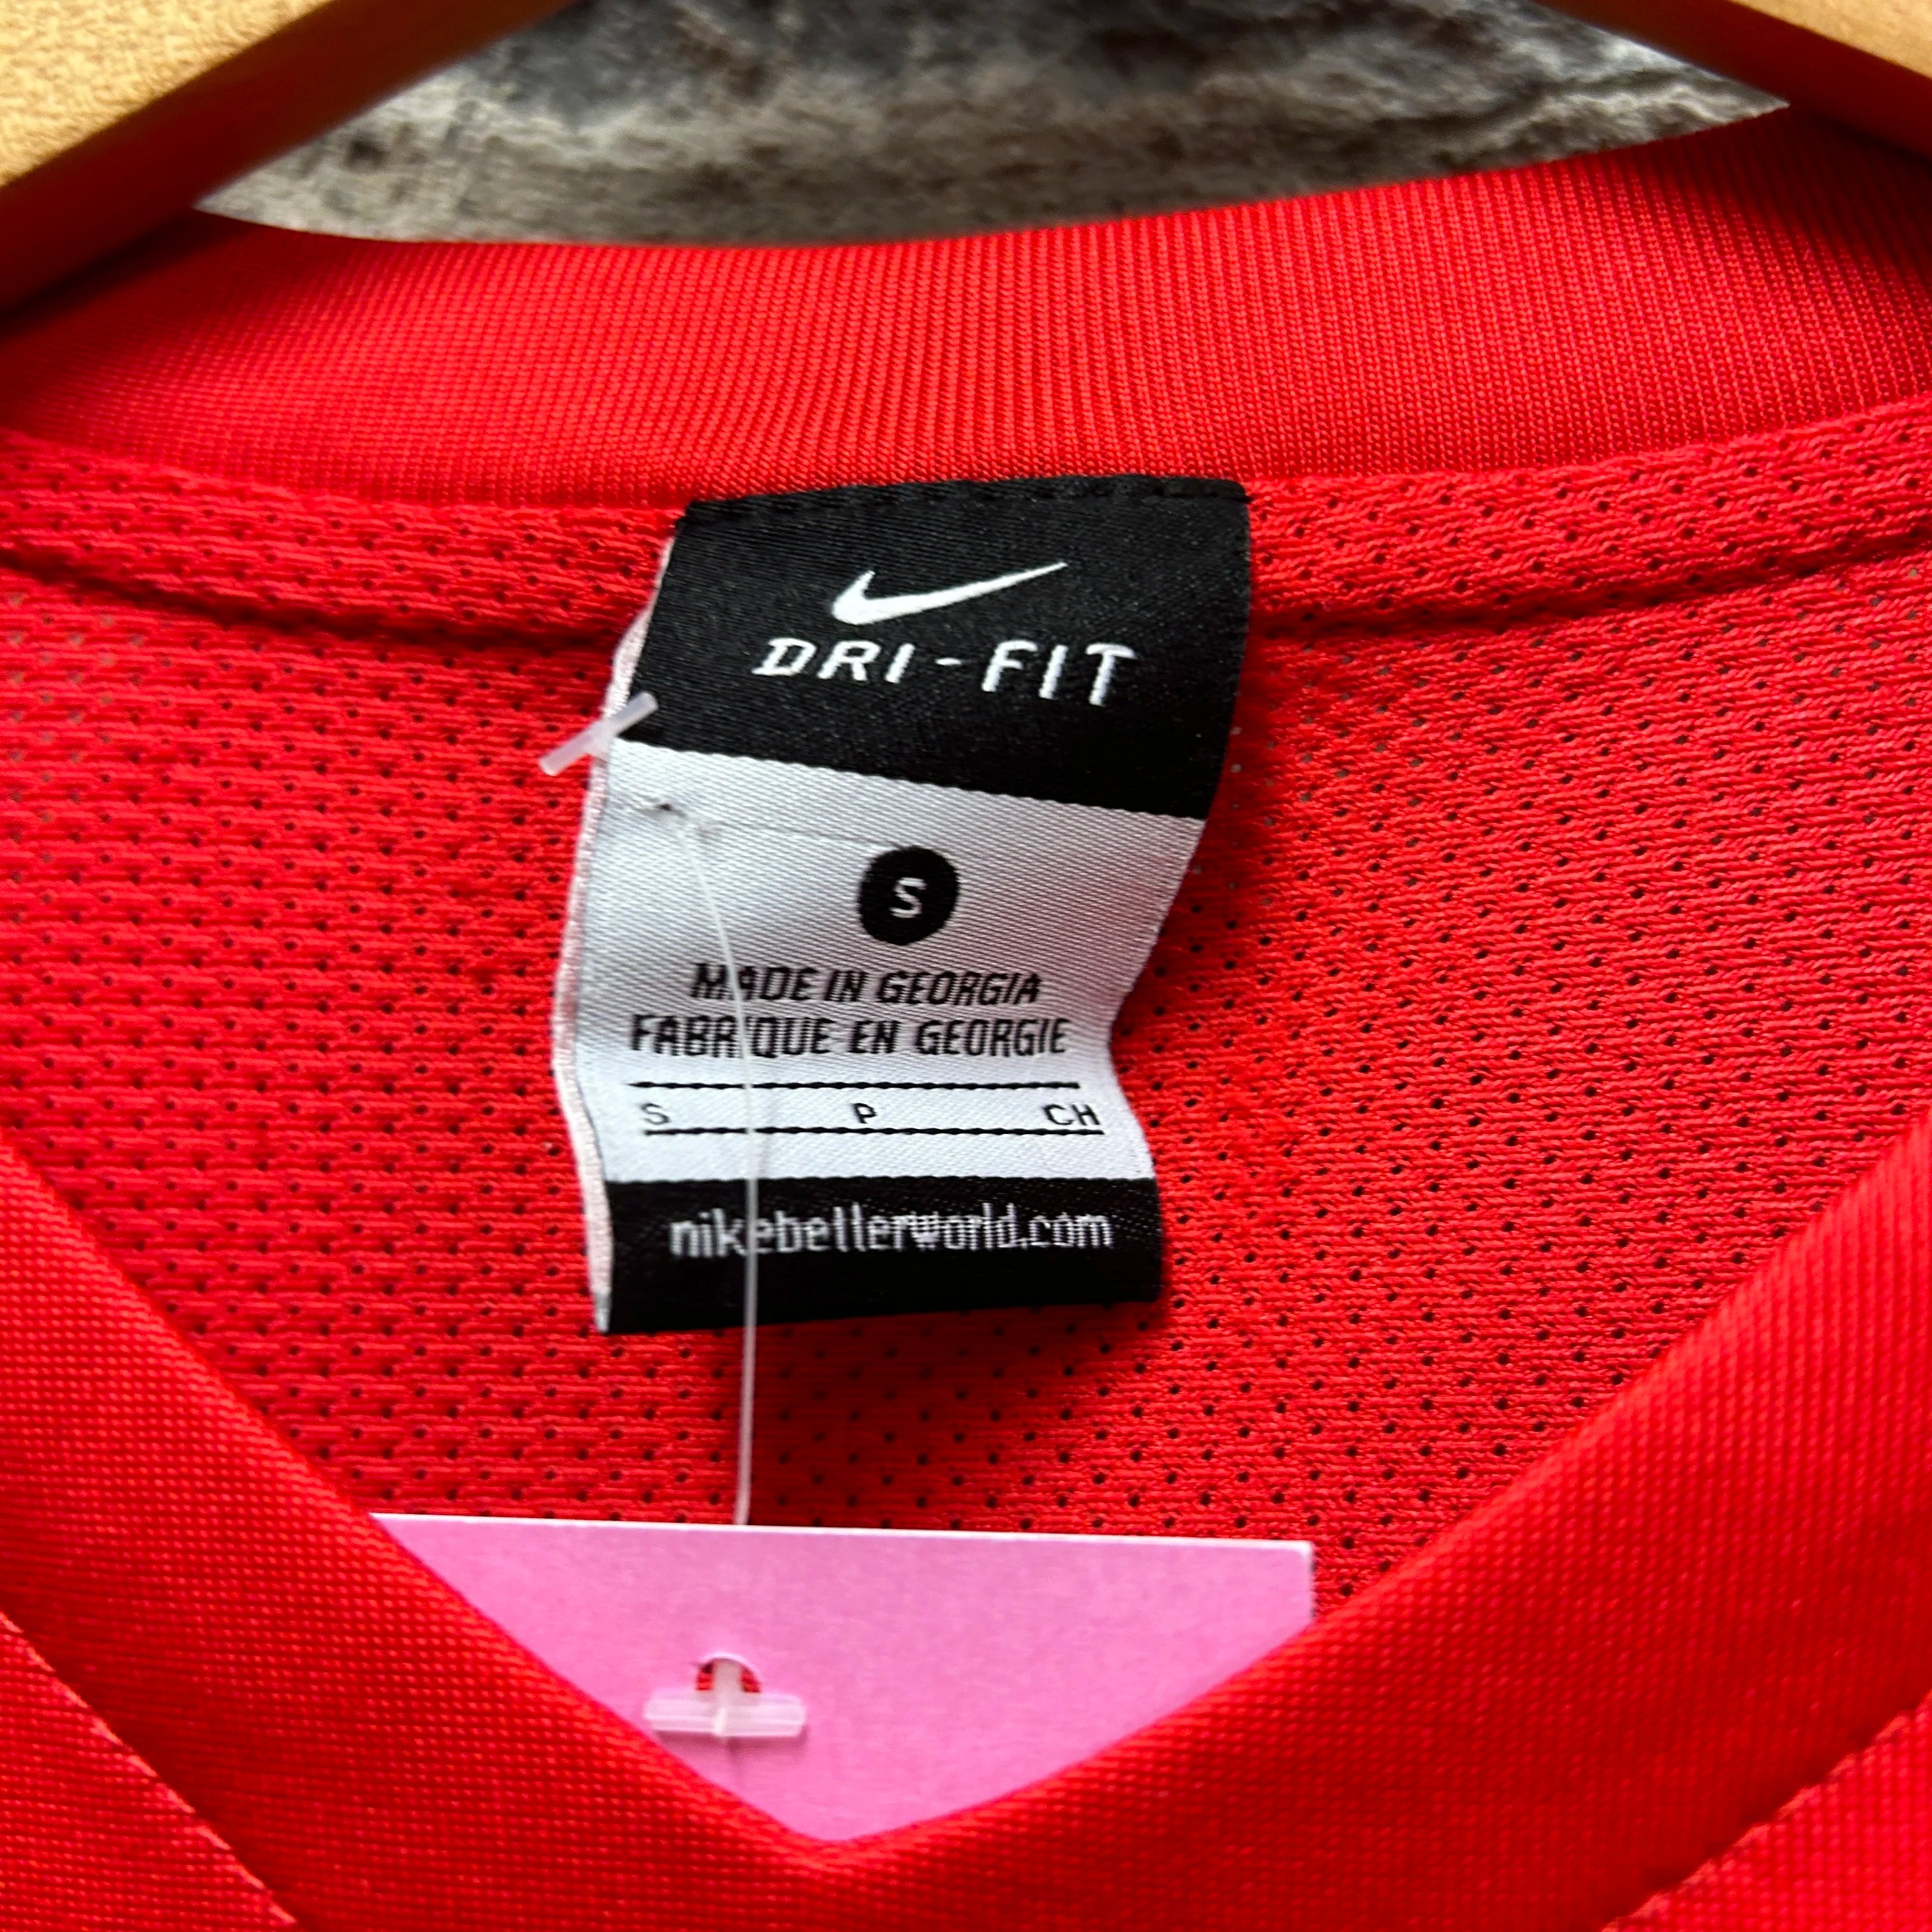 DRI-FIT
S
MADE IN GEORGIA
FABRIQUE EN GEORGIE
S P CH
nikebetterworld.com